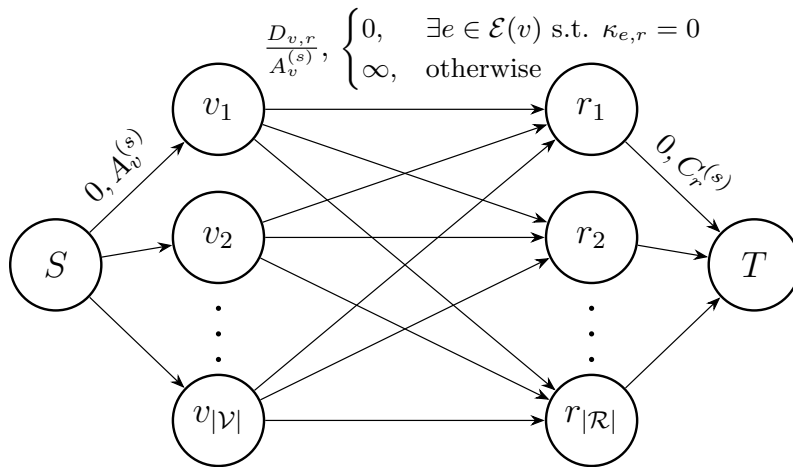 D_{v,r} / A_v^{(s)}, { 0, ∃e ∈ ℰ(v) s.t. κ_{e,r} = 0
∞, otherwise
v_1
r_1
0, A_v^{(s)}
0, C_r^{(s)}
v_2
r_2
S
T
v_{|𝒱|}
r_{|ℛ|}